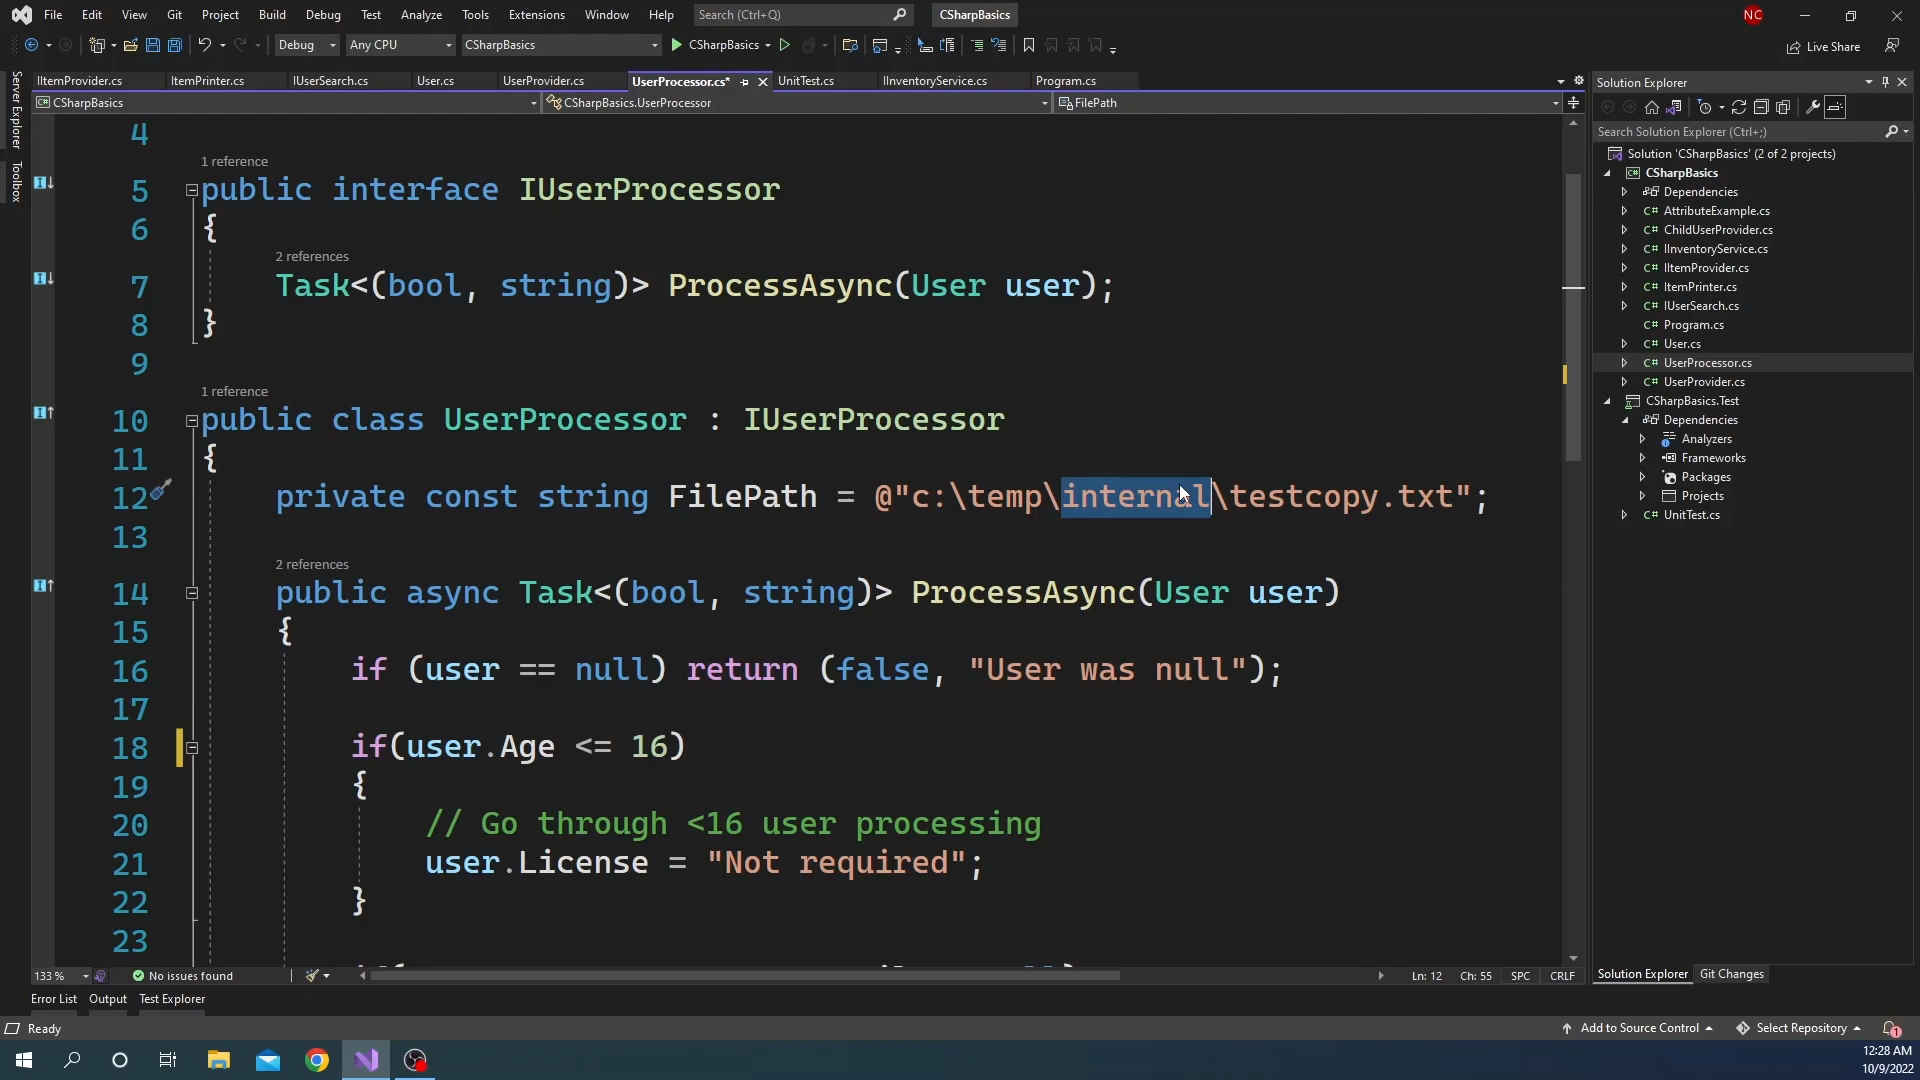 File Edit View Git Project Build Debug Test Analyze Tools Extensions Window Help Search (Ctrl+Q) CSharpBasics NC
Debug Any CPU CSharpBasics CSharpBasics Live Share
IItemProvider.cs ItemPrinter.cs IUserSearch.cs User.cs UserProvider.cs UserProcessor.cs* UnitTest.cs IInventoryService.cs Program.cs
CSharpBasics CSharpBasics.UserProcessor FilePath
Server Explorer
Toolbox
4
1 reference
5 public interface IUserProcessor
6 {
2 references
7 Task<(bool, string)> ProcessAsync(User user);
8 }
9
1 reference
10 public class UserProcessor : IUserProcessor
11 {
12 private const string FilePath = @"c:\temp\internal\testcopy.txt";
13
2 references
14 public async Task<(bool, string)> ProcessAsync(User user)
15 {
16 if (user == null) return (false, "User was null");
17
18 if(user.Age <= 16)
19 {
20 // Go through <16 user processing
21 user.License = "Not required";
22 }
23
133 % No issues found Ln: 12 Ch: 55 SPC CRLF
Solution Explorer
Search Solution Explorer (Ctrl+;)
Solution 'CSharpBasics' (2 of 2 projects)
CSharpBasics
Dependencies
C# AttributeExample.cs
C# ChildUserProvider.cs
C# IInventoryService.cs
C# IItemProvider.cs
C# ItemPrinter.cs
C# IUserSearch.cs
C# Program.cs
C# User.cs
C# UserProcessor.cs
C# UserProvider.cs
CSharpBasics.Test
Dependencies
Analyzers
Frameworks
Packages
Projects
C# UnitTest.cs
Solution Explorer Git Changes
Error List Output Test Explorer
Ready Add to Source Control Select Repository 1
12:28 AM
10/9/2022